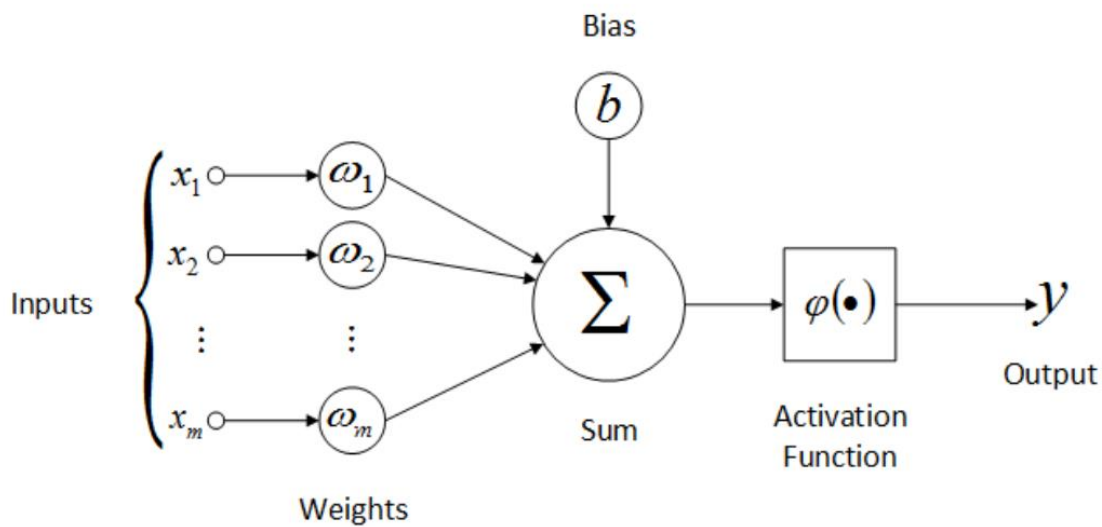 Bias
b
x₁ ω₁
x₂ ω₂
Inputs
⋮ ⋮
∑
φ(•)
y
Output
xₘ ωₘ
Sum
Activation
Function
Weights